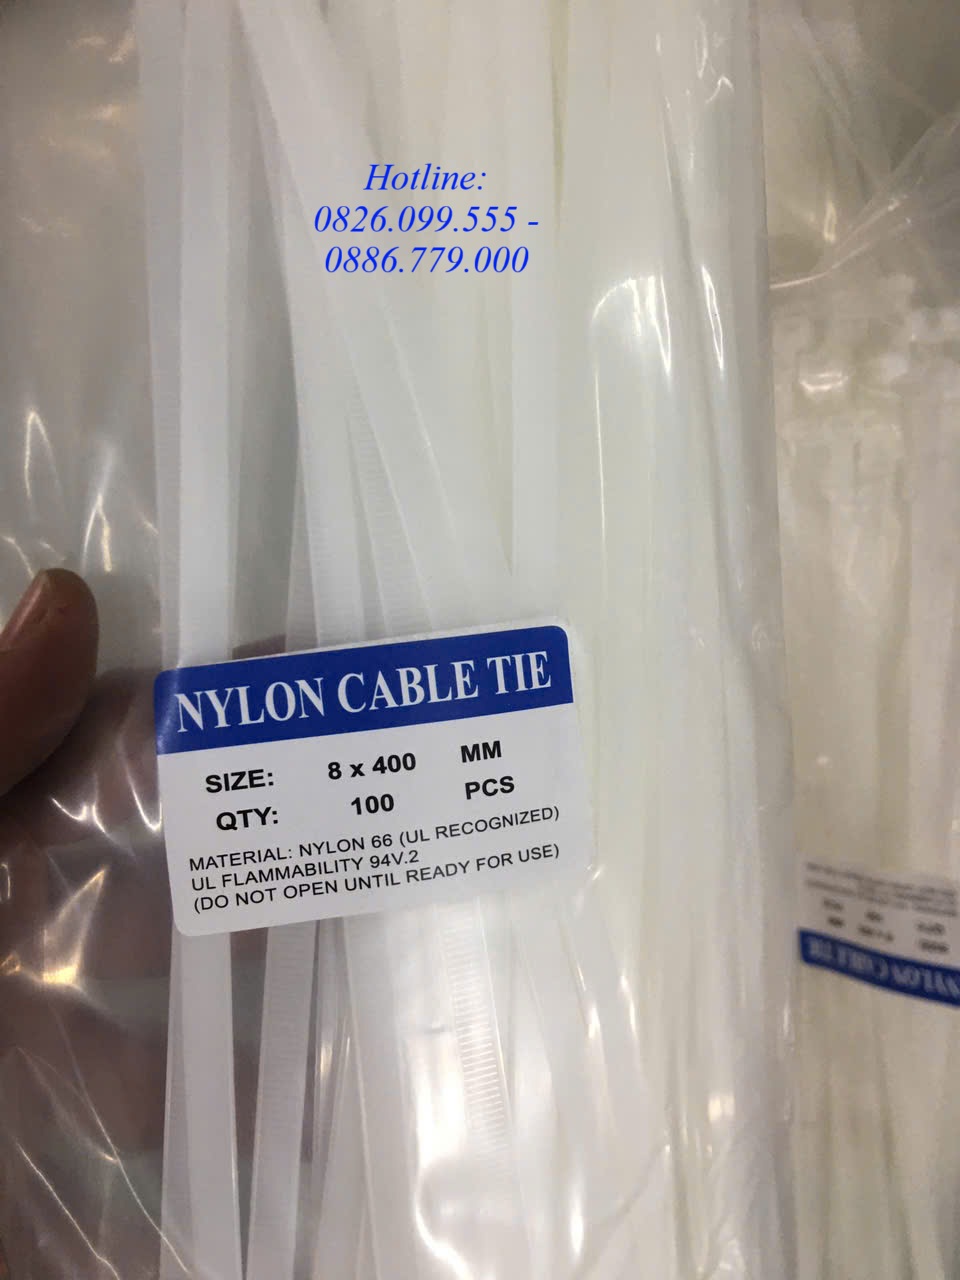 Hotline:
0826.099.555 -
0886.779.000
NYLON CABLE TIE
SIZE: 8 x 400 MM
QTY: 100 PCS
MATERIAL: NYLON 66 (UL RECOGNIZED)
UL FLAMMABILITY 94V.2
(DO NOT OPEN UNTIL READY FOR USE)
NYLON CABLE TIE